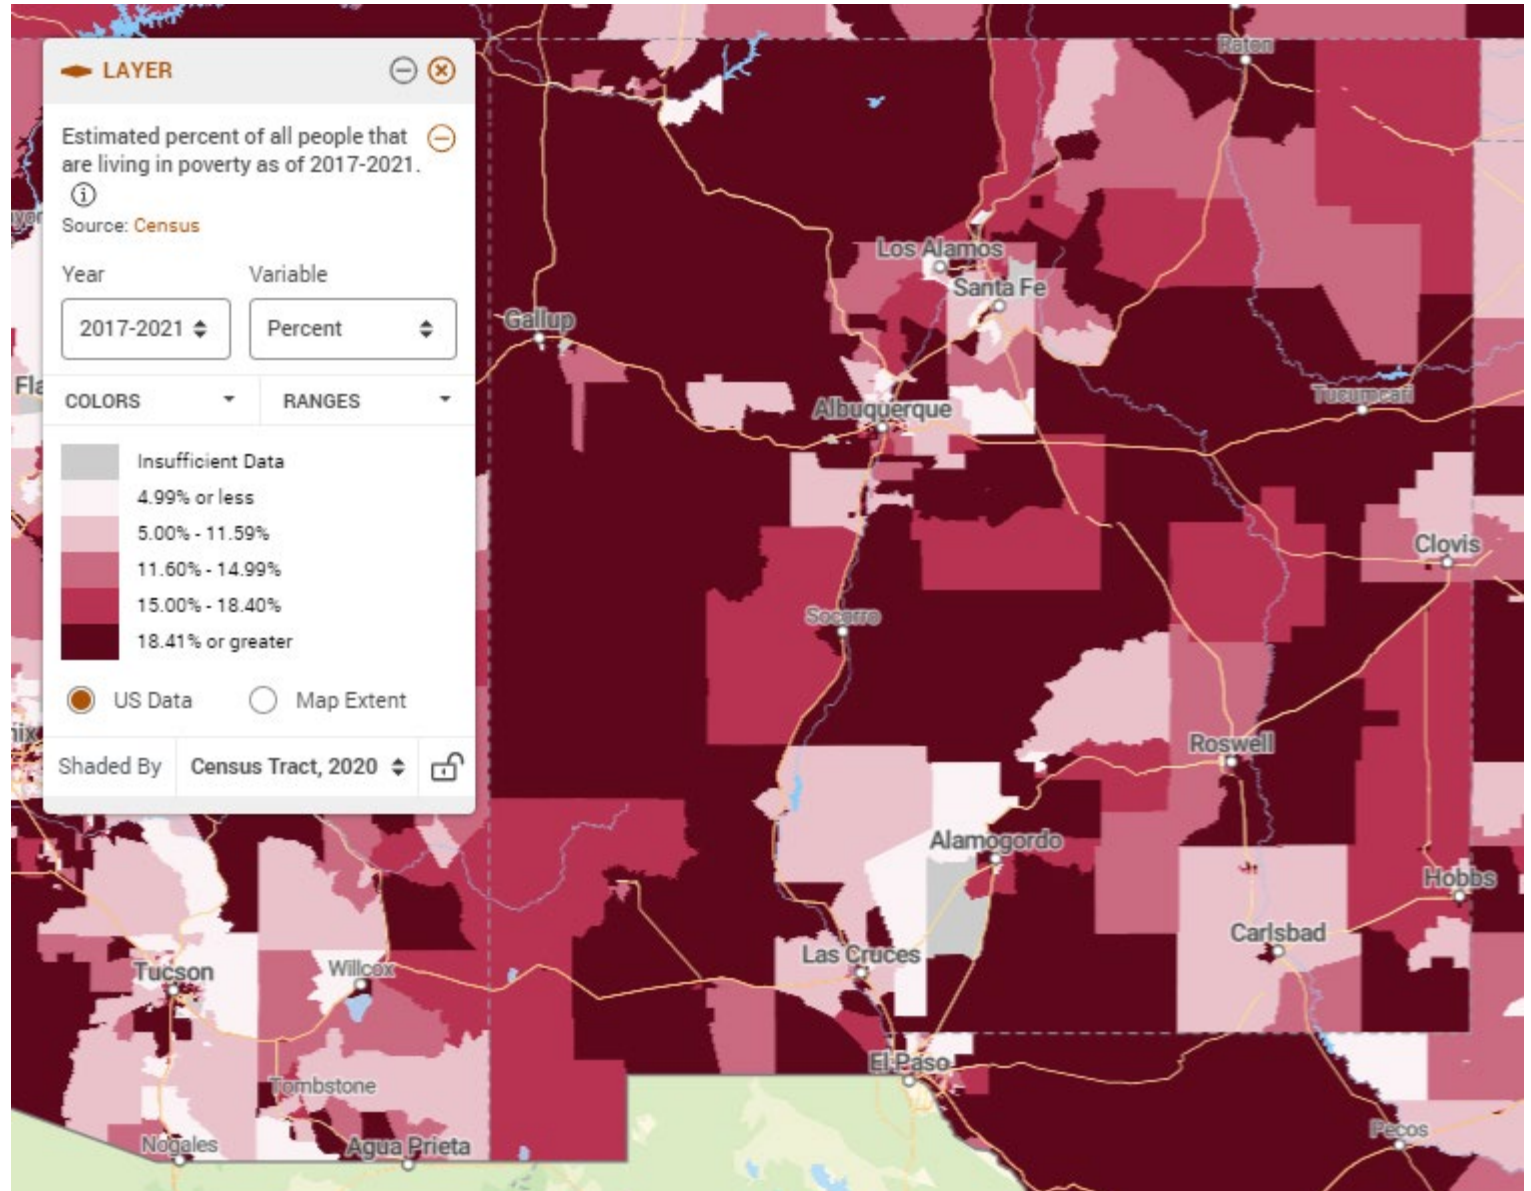 LAYER
Estimated percent of all people that
are living in poverty as of 2017-2021.
Source: Census
Year
Variable
2017-2021
Percent
COLORS
RANGES
Insufficient Data
4.99% or less
5.00% - 11.59%
11.60% - 14.99%
15.00% - 18.40%
18.41% or greater
US Data
Map Extent
Shaded By
Census Tract, 2020
Raton
Los Alamos
Santa Fe
Gallup
Albuquerque
Tucumcari
Clovis
Socorro
Roswell
Alamogordo
Hobbs
Carlsbad
Las Cruces
Tucson
Willcox
El Paso
Tombstone
Pecos
Nogales
Agua Prieta